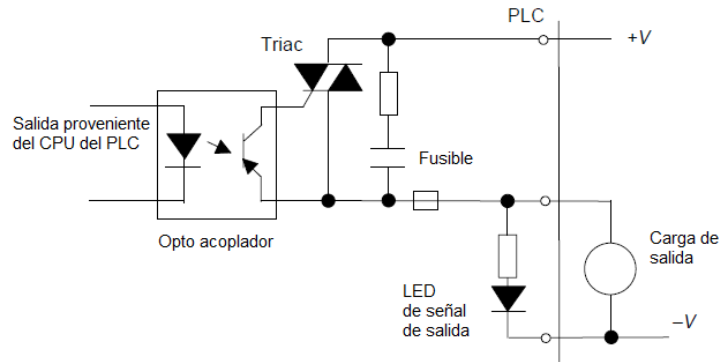 PLC
Triac
+V
Salida proveniente
del CPU del PLC
Fusible
Opto acoplador
Carga de
salida
LED
de señal
de salida
–V